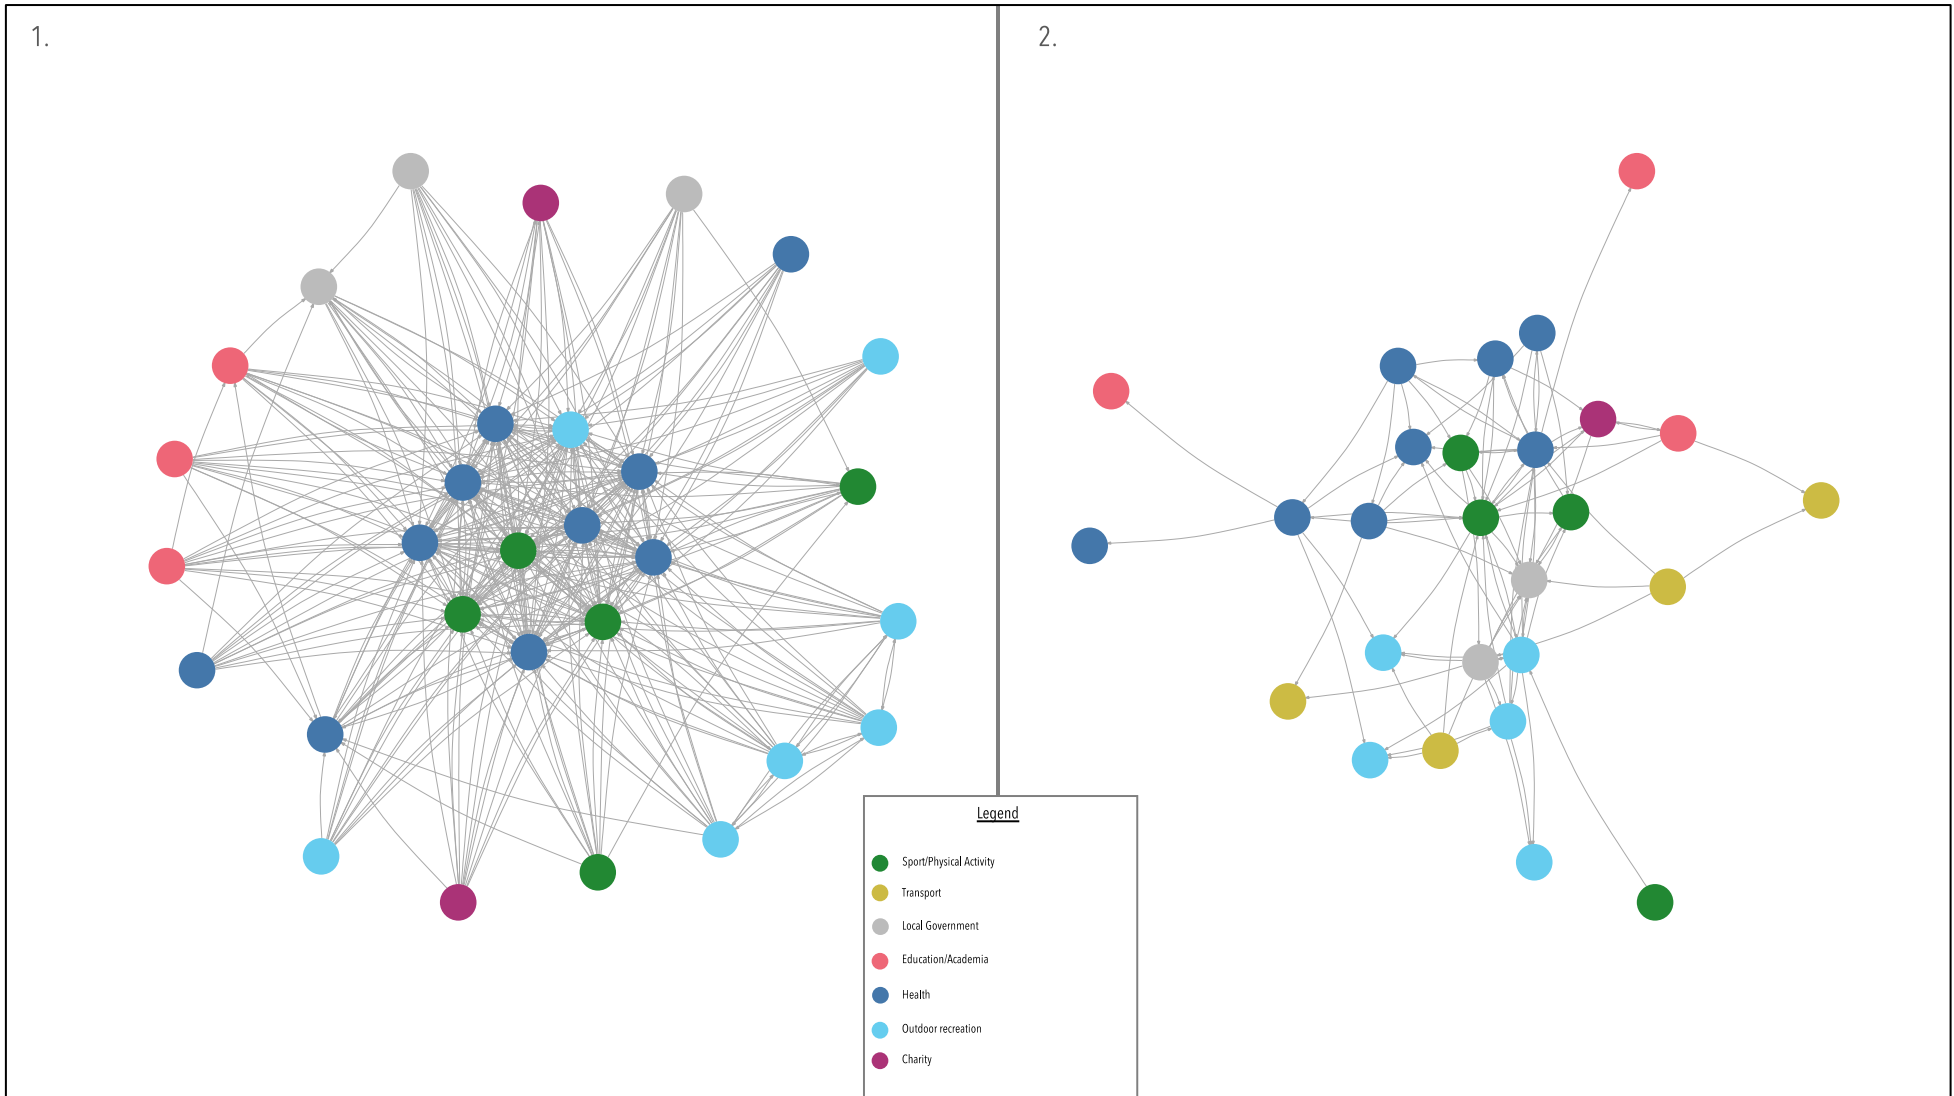 1.
2.
Legend
Sport/Physical Activity
Transport
Local Government
Education/Academia
Health
Outdoor recreation
Charity